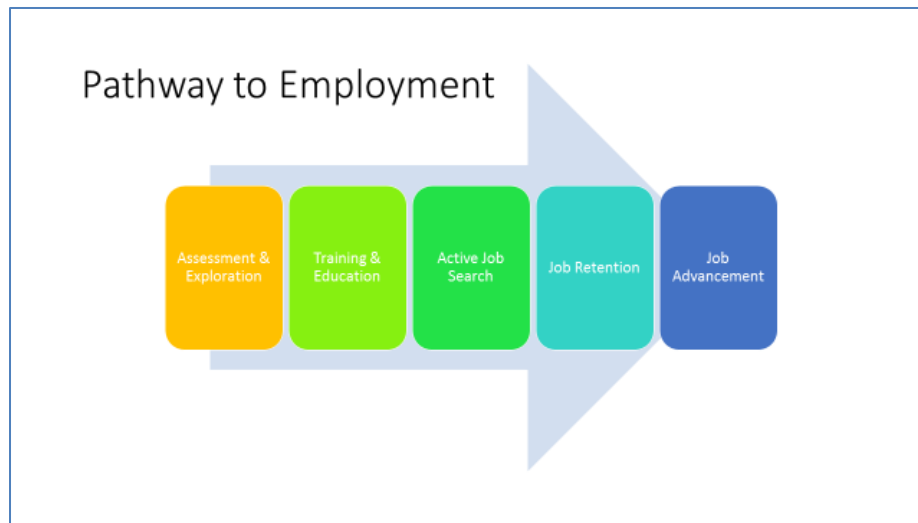 Pathway to Employment
Assessment &
Exploration
Training &
Education
Active Job
Search
Job Retention
Job
Advancement